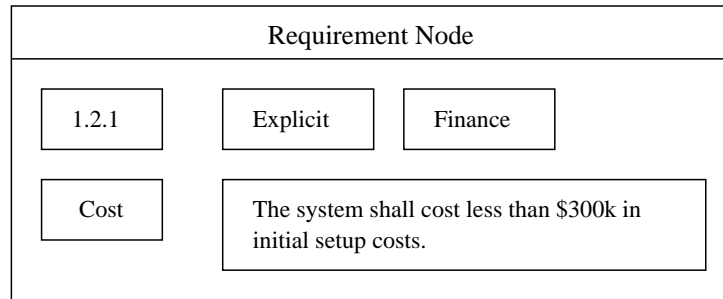 Requirement Node
1.2.1
Explicit
Finance
Cost
The system shall cost less than $300k in
initial setup costs.